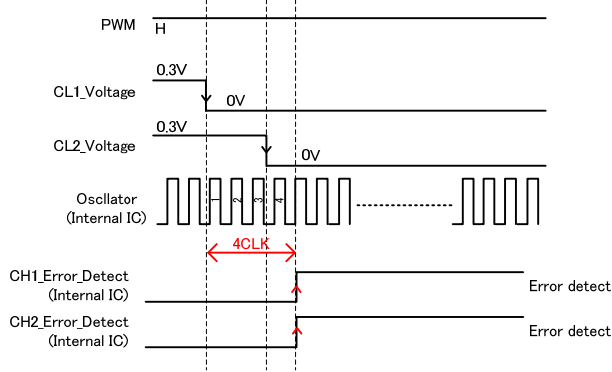 PWM
H
0.3V
CL1_Voltage
0V
0.3V
CL2_Voltage
0V
Oscllator
(Internal IC)
1 2 3 4
4CLK
CH1_Error_Detect
(Internal IC)
Error detect
CH2_Error_Detect
(Internal IC)
Error detect